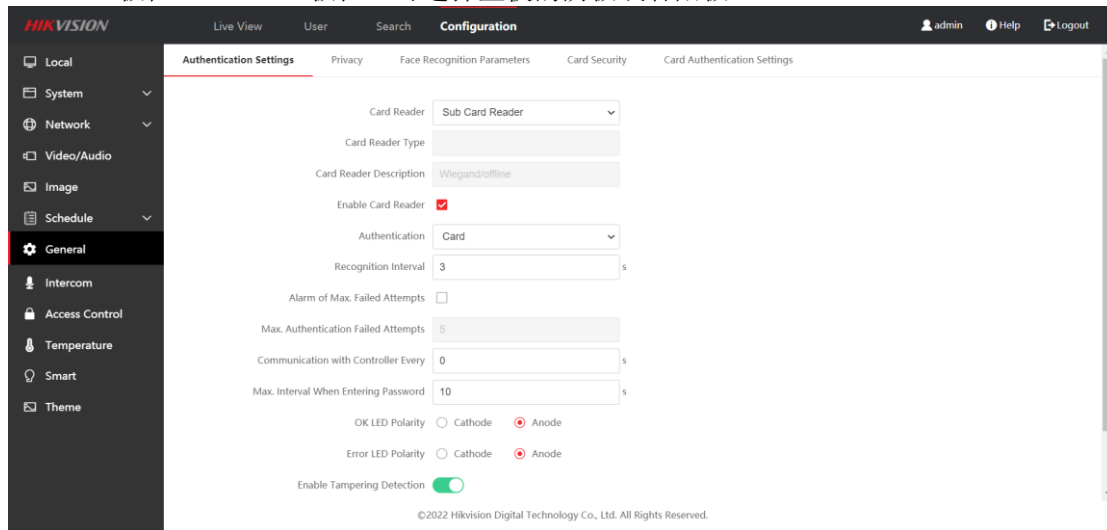 HIKVISION Live View User Search Configuration admin Help Logout
Local
System
Network
Video/Audio
Image
Schedule
General
Intercom
Access Control
Temperature
Smart
Theme
Authentication Settings Privacy Face Recognition Parameters Card Security Card Authentication Settings
Card Reader Sub Card Reader
Card Reader Type
Card Reader Description Wiegand/offline
Enable Card Reader
Authentication Card
Recognition Interval 3 s
Alarm of Max. Failed Attempts
Max. Authentication Failed Attempts 5
Communication with Controller Every 0 s
Max. Interval When Entering Password 10 s
OK LED Polarity Cathode Anode
Error LED Polarity Cathode Anode
Enable Tampering Detection
©2022 Hikvision Digital Technology Co., Ltd. All Rights Reserved.